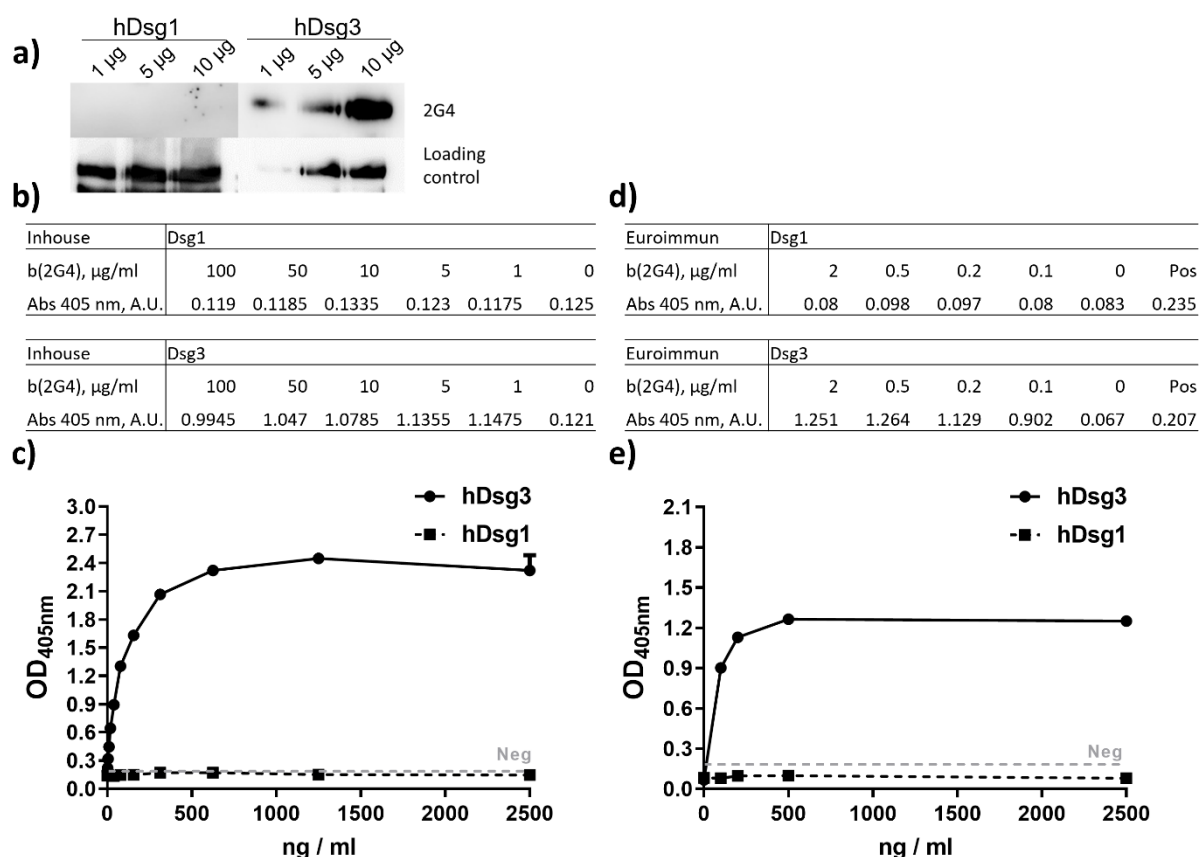 a)
hDsg1 hDsg3
1 µg 5 µg 10 µg 1 µg 5 µg 10 µg
2G4
Loading
control
b)
Inhouse Dsg1
b(2G4), µg/ml 100 50 10 5 1 0
Abs 405 nm, A.U. 0.119 0.1185 0.1335 0.123 0.1175 0.125
Inhouse Dsg3
b(2G4), µg/ml 100 50 10 5 1 0
Abs 405 nm, A.U. 0.9945 1.047 1.0785 1.1355 1.1475 0.121
d)
Euroimmun Dsg1
b(2G4), µg/ml 2 0.5 0.2 0.1 0 Pos
Abs 405 nm, A.U. 0.08 0.098 0.097 0.08 0.083 0.235
Euroimmun Dsg3
b(2G4), µg/ml 2 0.5 0.2 0.1 0 Pos
Abs 405 nm, A.U. 1.251 1.264 1.129 0.902 0.067 0.207
c)
hDsg3
hDsg1
OD405nm
3.0
2.7
2.4
2.1
1.8
1.5
1.2
0.9
0.6
0.3
0.0
Neg
0 500 1000 1500 2000 2500
ng / ml
e)
hDsg3
hDsg1
OD405nm
2.1
1.8
1.5
1.2
0.9
0.6
0.3
0.0
Neg
0 500 1000 1500 2000 2500
ng / ml